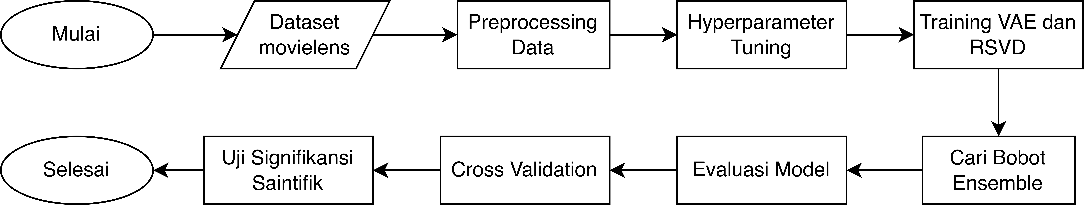 Mulai
Dataset
movielens
Preprocessing
Data
Hyperparameter
Tuning
Training VAE dan
RSVD
Cari Bobot
Ensemble
Evaluasi Model
Cross Validation
Uji Signifikansi
Saintifik
Selesai